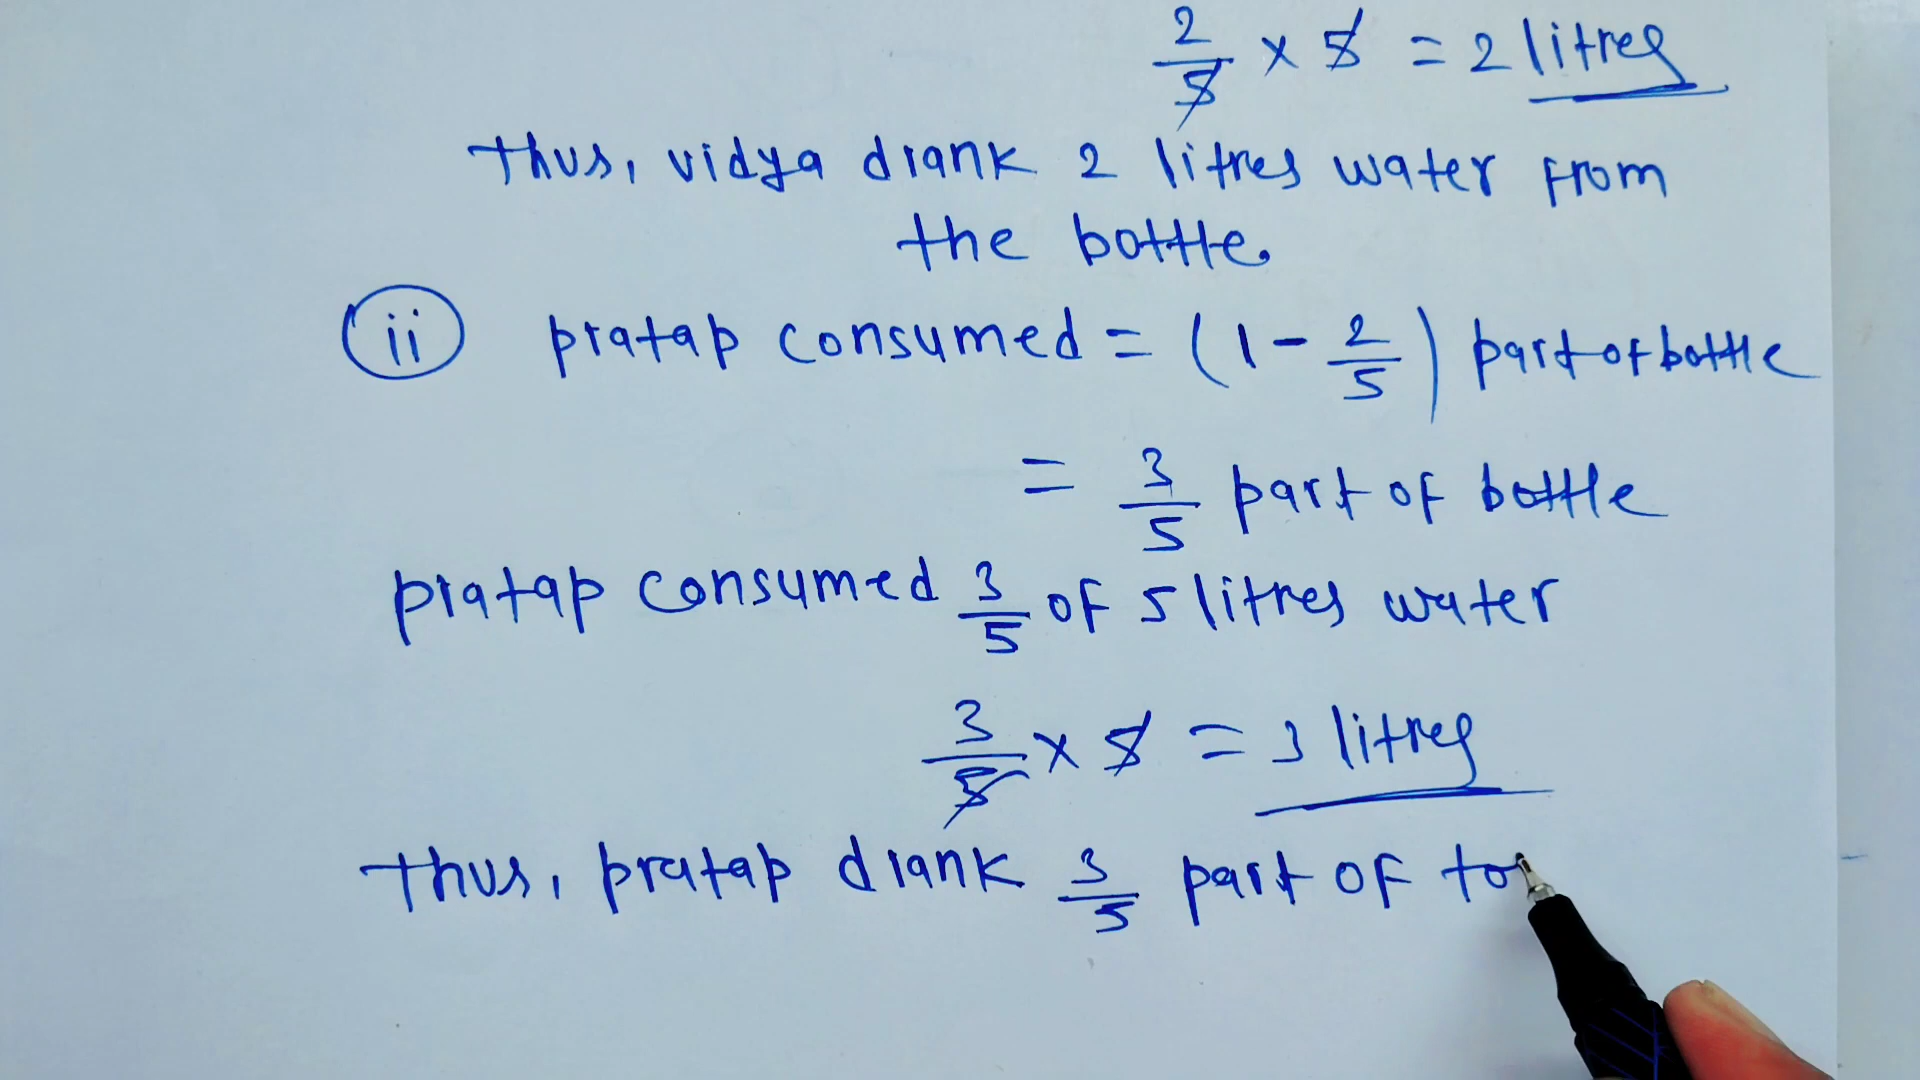 2/5 × 5 = 2 litres
Thus, vidya drank 2 litres water from
the bottle.
ii pratap consumed = (1 - 2/5) part of bottle
= 3/5 part of bottle
pratap consumed 3/5 of 5 litres water
3/5 × 5 = 3 litres
Thus, pratap drank 3/5 part of to